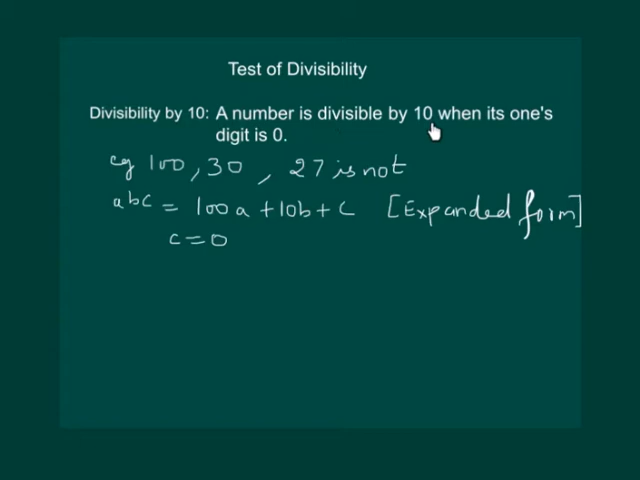 Test of Divisibility
Divisibility by 10: A number is divisible by 10 when its one's
digit is 0.
eg 100, 30, 27 is not
abc = 100a + 10b + c [Expanded form]
c = 0